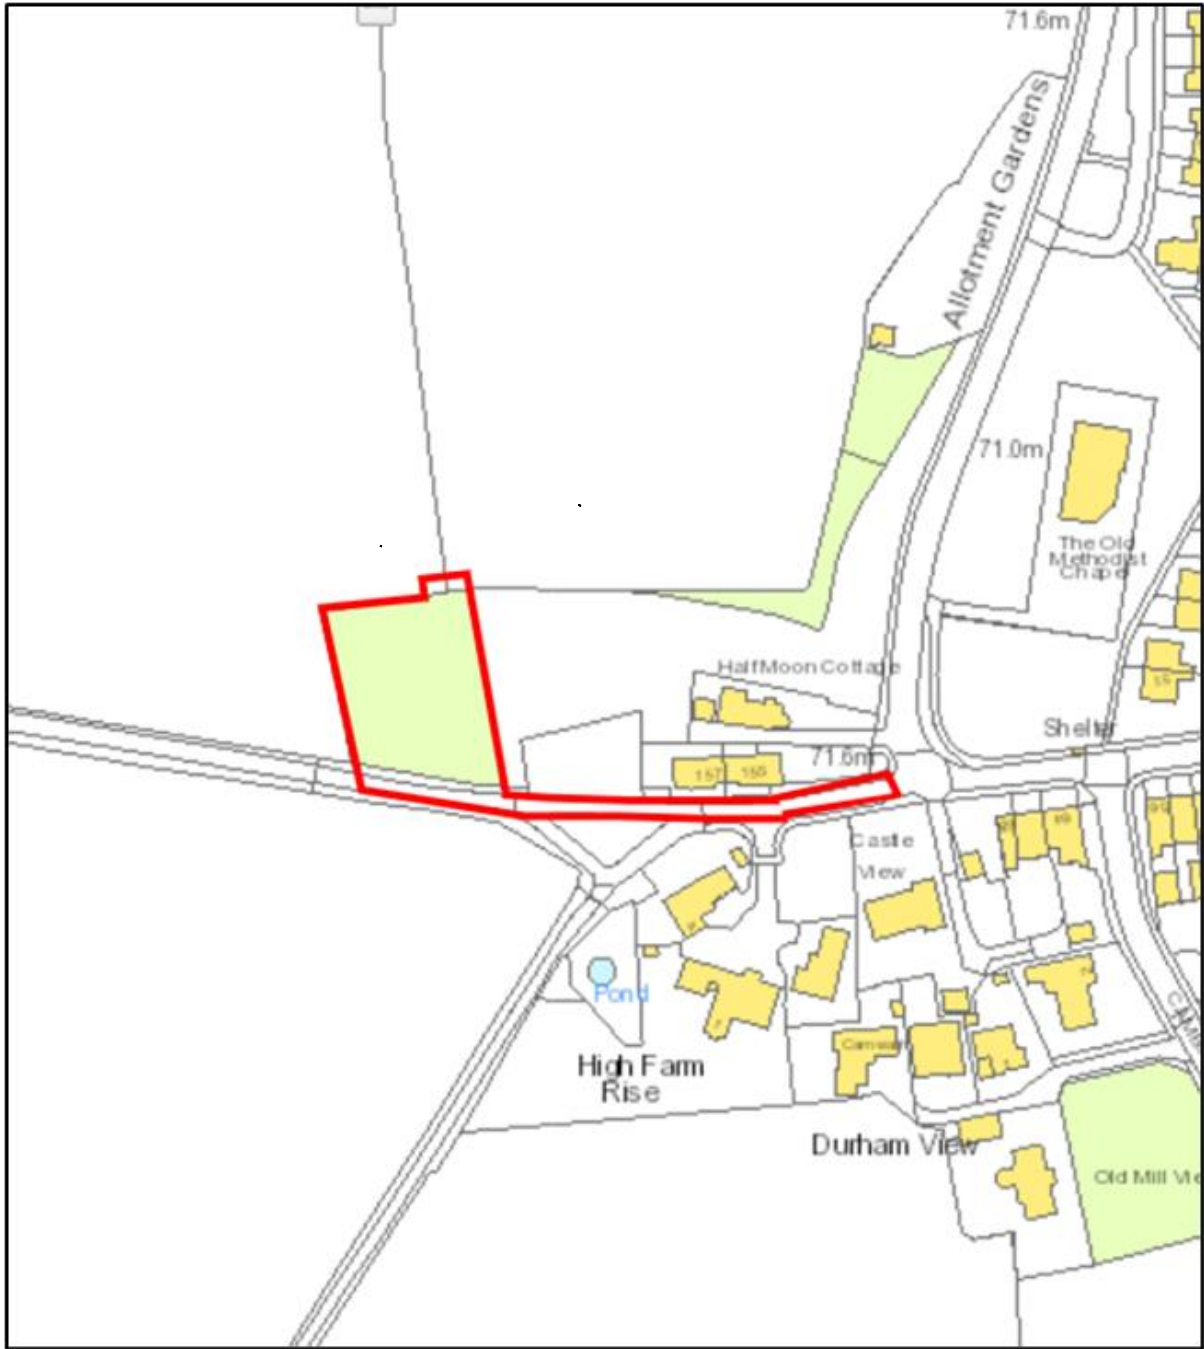 71.6m
Allotment Gardens
71.0m
The Old
Methodist
Chapel
Half Moon Cottage
Shelter
71.6m
157
155
Castle
View
Pond
High Farm
Rise
Durham View
Old Mill Vie